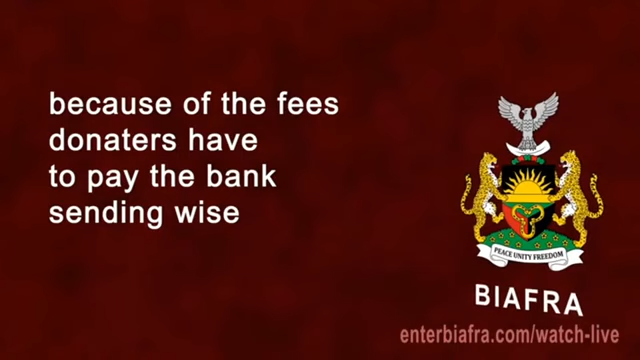 because of the fees
donaters have
to pay the bank
sending wise
PEACE UNITY FREEDOM
BIAFRA
enterbiafra.com/watch-live